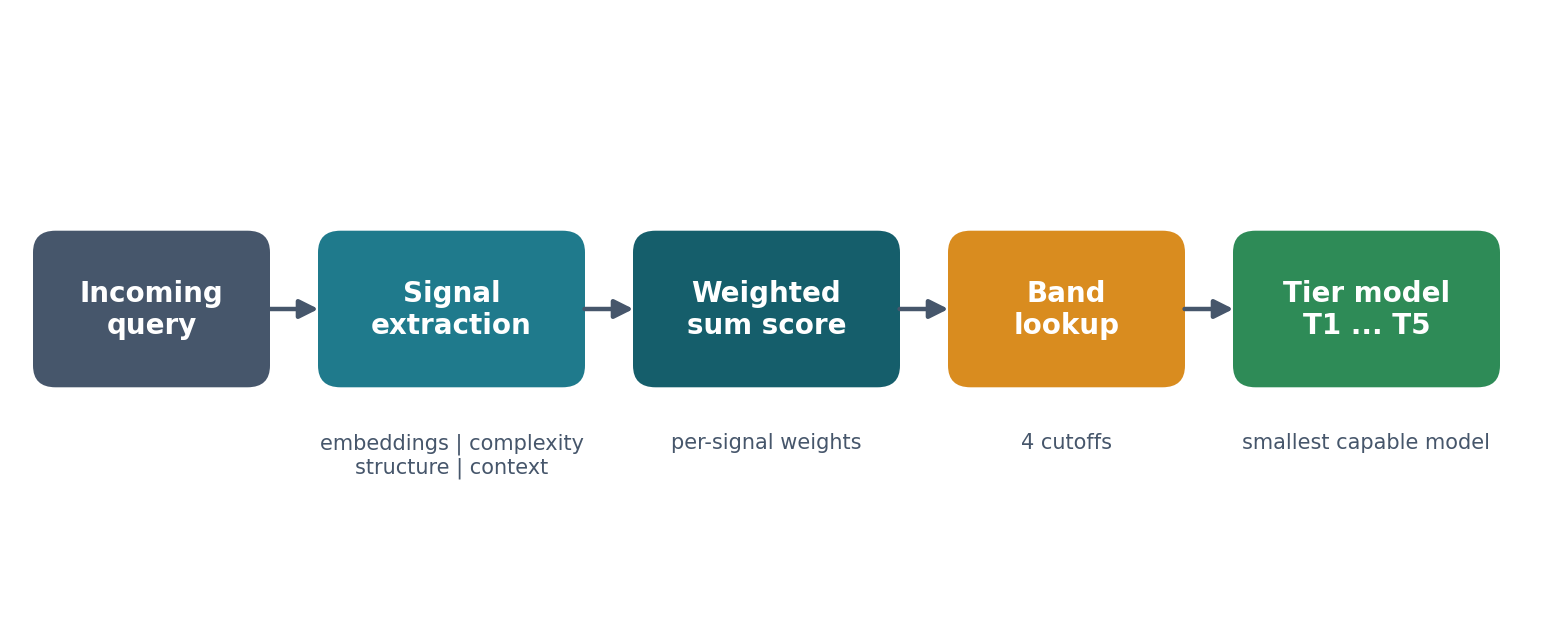 Incoming
query
Signal
extraction
Weighted
sum score
Band
lookup
Tier model
T1 ... T5
embeddings | complexity
structure | context
per-signal weights
4 cutoffs
smallest capable model